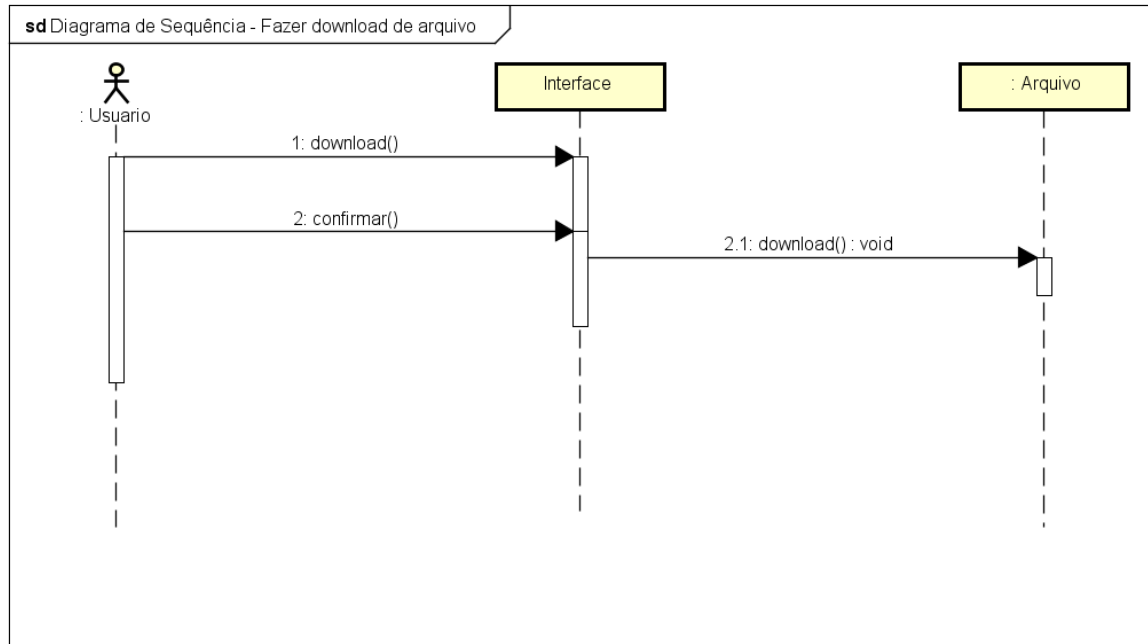 sd Diagrama de Sequência - Fazer download de arquivo
: Usuario
Interface
: Arquivo
1: download()
2: confirmar()
2.1: download() : void